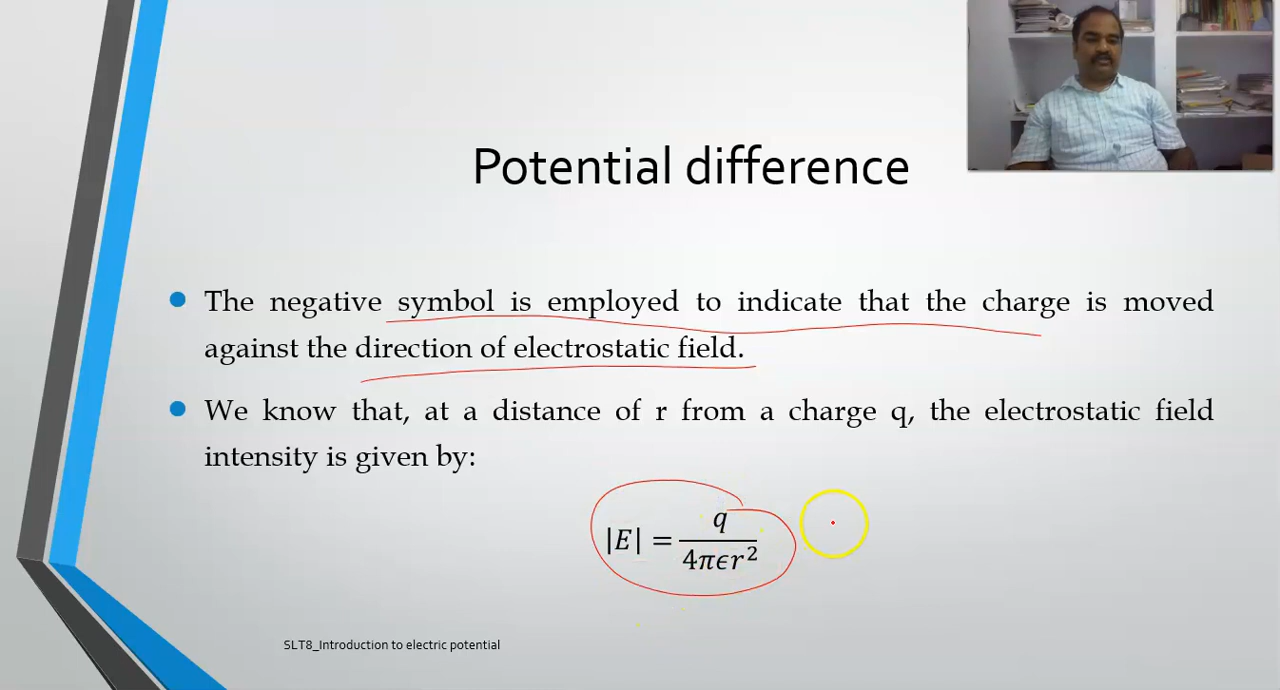 Potential difference
The negative symbol is employed to indicate that the charge is moved
against the direction of electrostatic field.
We know that, at a distance of r from a charge q, the electrostatic field
intensity is given by:
|E| = q / 4πϵr²
SLT8_Introduction to electric potential